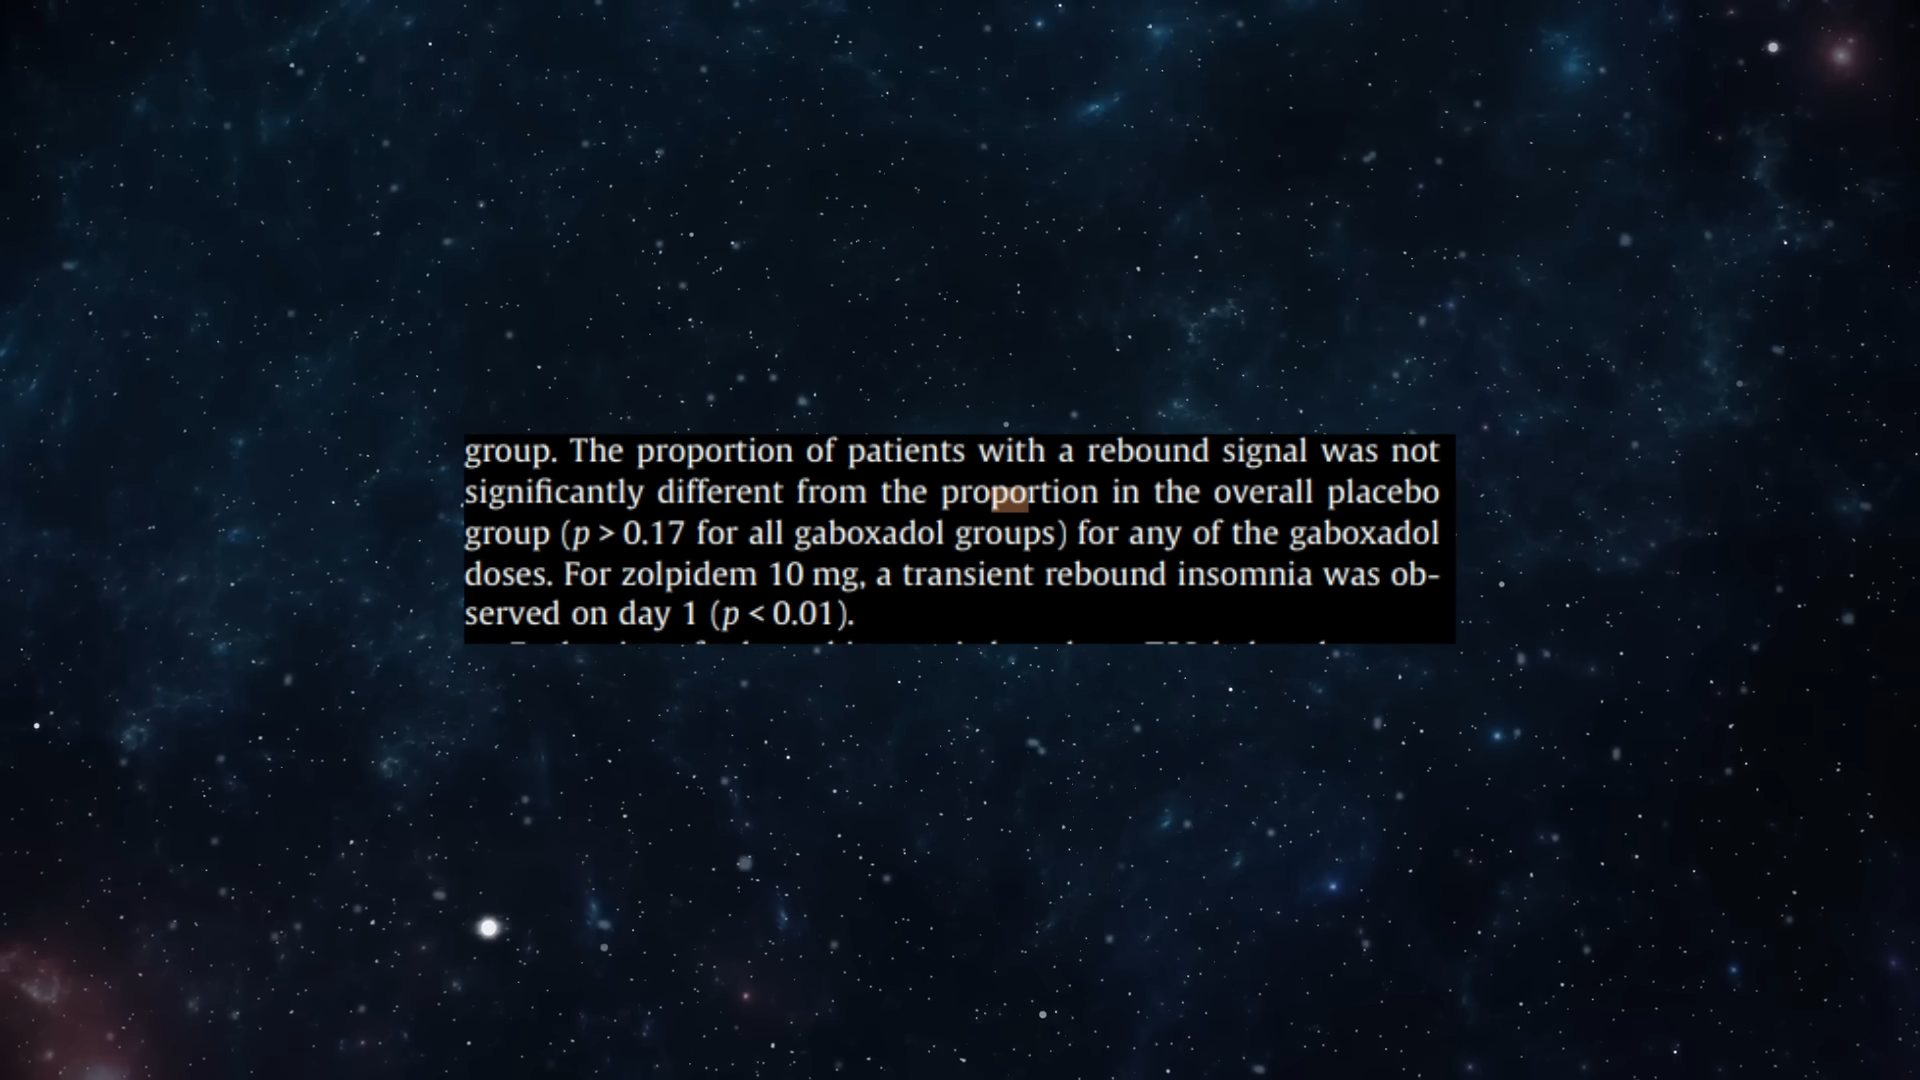 group. The proportion of patients with a rebound signal was not
significantly different from the proportion in the overall placebo
group (p > 0.17 for all gaboxadol groups) for any of the gaboxadol
doses. For zolpidem 10 mg, a transient rebound insomnia was ob-
served on day 1 (p < 0.01).